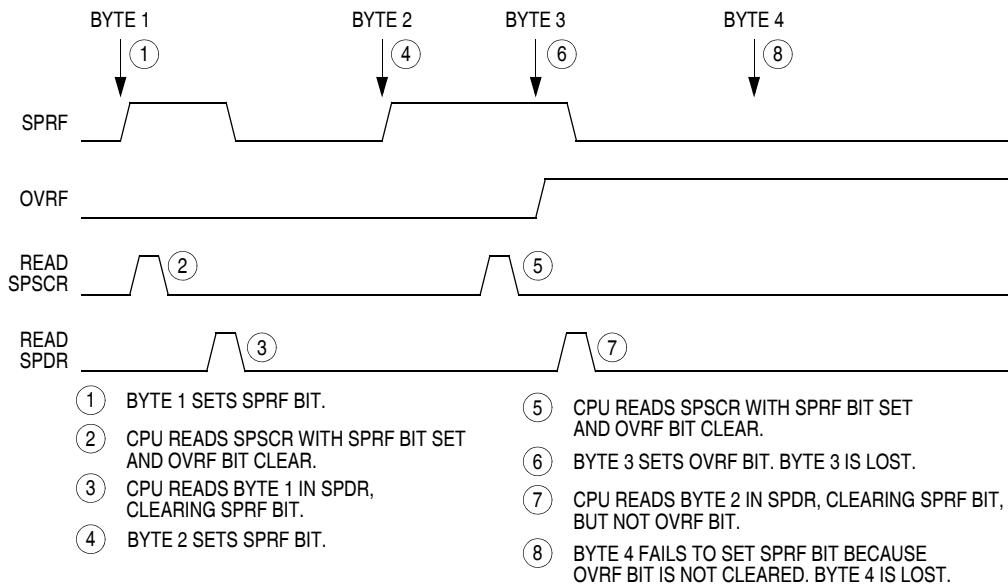 BYTE 1 BYTE 2 BYTE 3 BYTE 4
1 4 6 8
SPRF
OVRF
READ
SPSCR
2 5
READ
SPDR
3 7
1 BYTE 1 SETS SPRF BIT.
2 CPU READS SPSCR WITH SPRF BIT SET
AND OVRF BIT CLEAR.
3 CPU READS BYTE 1 IN SPDR,
CLEARING SPRF BIT.
4 BYTE 2 SETS SPRF BIT.
5 CPU READS SPSCR WITH SPRF BIT SET
AND OVRF BIT CLEAR.
6 BYTE 3 SETS OVRF BIT. BYTE 3 IS LOST.
7 CPU READS BYTE 2 IN SPDR, CLEARING SPRF BIT,
BUT NOT OVRF BIT.
8 BYTE 4 FAILS TO SET SPRF BIT BECAUSE
OVRF BIT IS NOT CLEARED. BYTE 4 IS LOST.